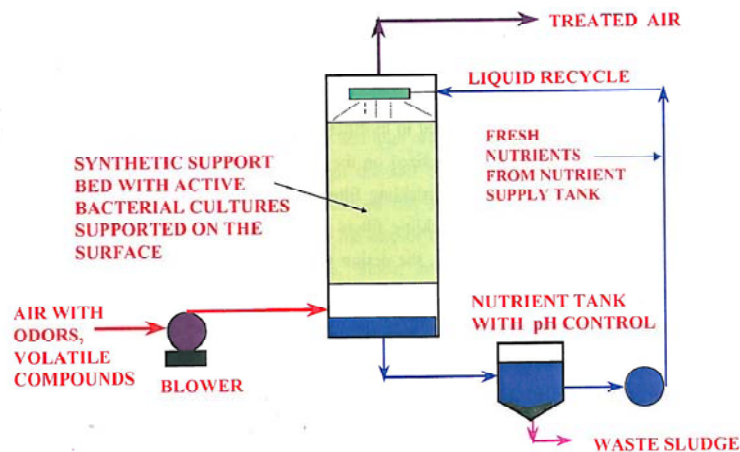 TREATED AIR
LIQUID RECYCLE
FRESH
NUTRIENTS
FROM NUTRIENT
SUPPLY TANK
SYNTHETIC SUPPORT
BED WITH ACTIVE
BACTERIAL CULTURES
SUPPORTED ON THE
SURFACE
AIR WITH
ODORS,
VOLATILE
COMPOUNDS
BLOWER
NUTRIENT TANK
WITH pH CONTROL
WASTE SLUDGE